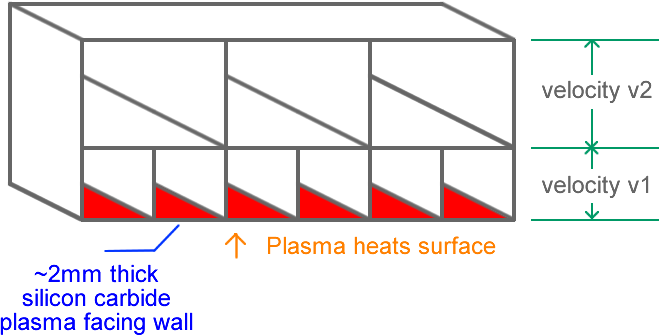 velocity v2
velocity v1
Plasma heats surface
~2mm thick
silicon carbide
plasma facing wall